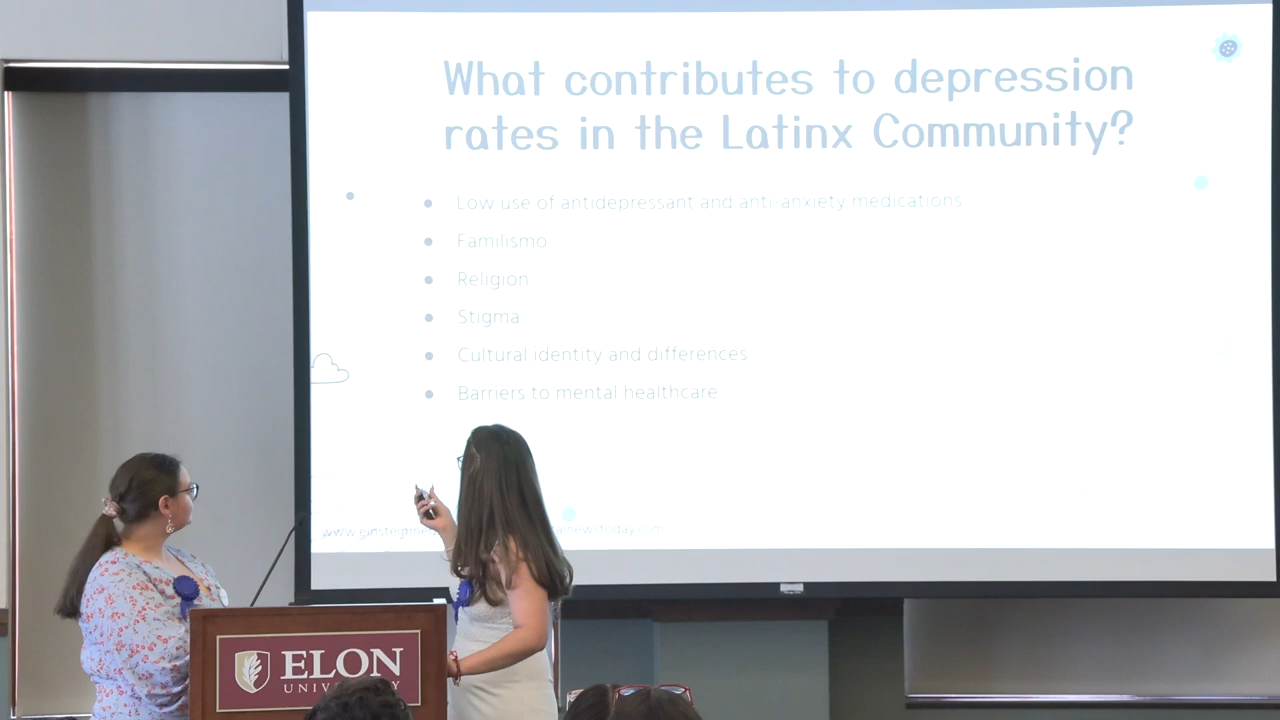 What contributes to depression
rates in the Latinx Community?
● Low use of antidepressant and anti-anxiety medications
● Familismo
● Religion
● Stigma
● Cultural identity and differences
● Barriers to mental healthcare
ELON